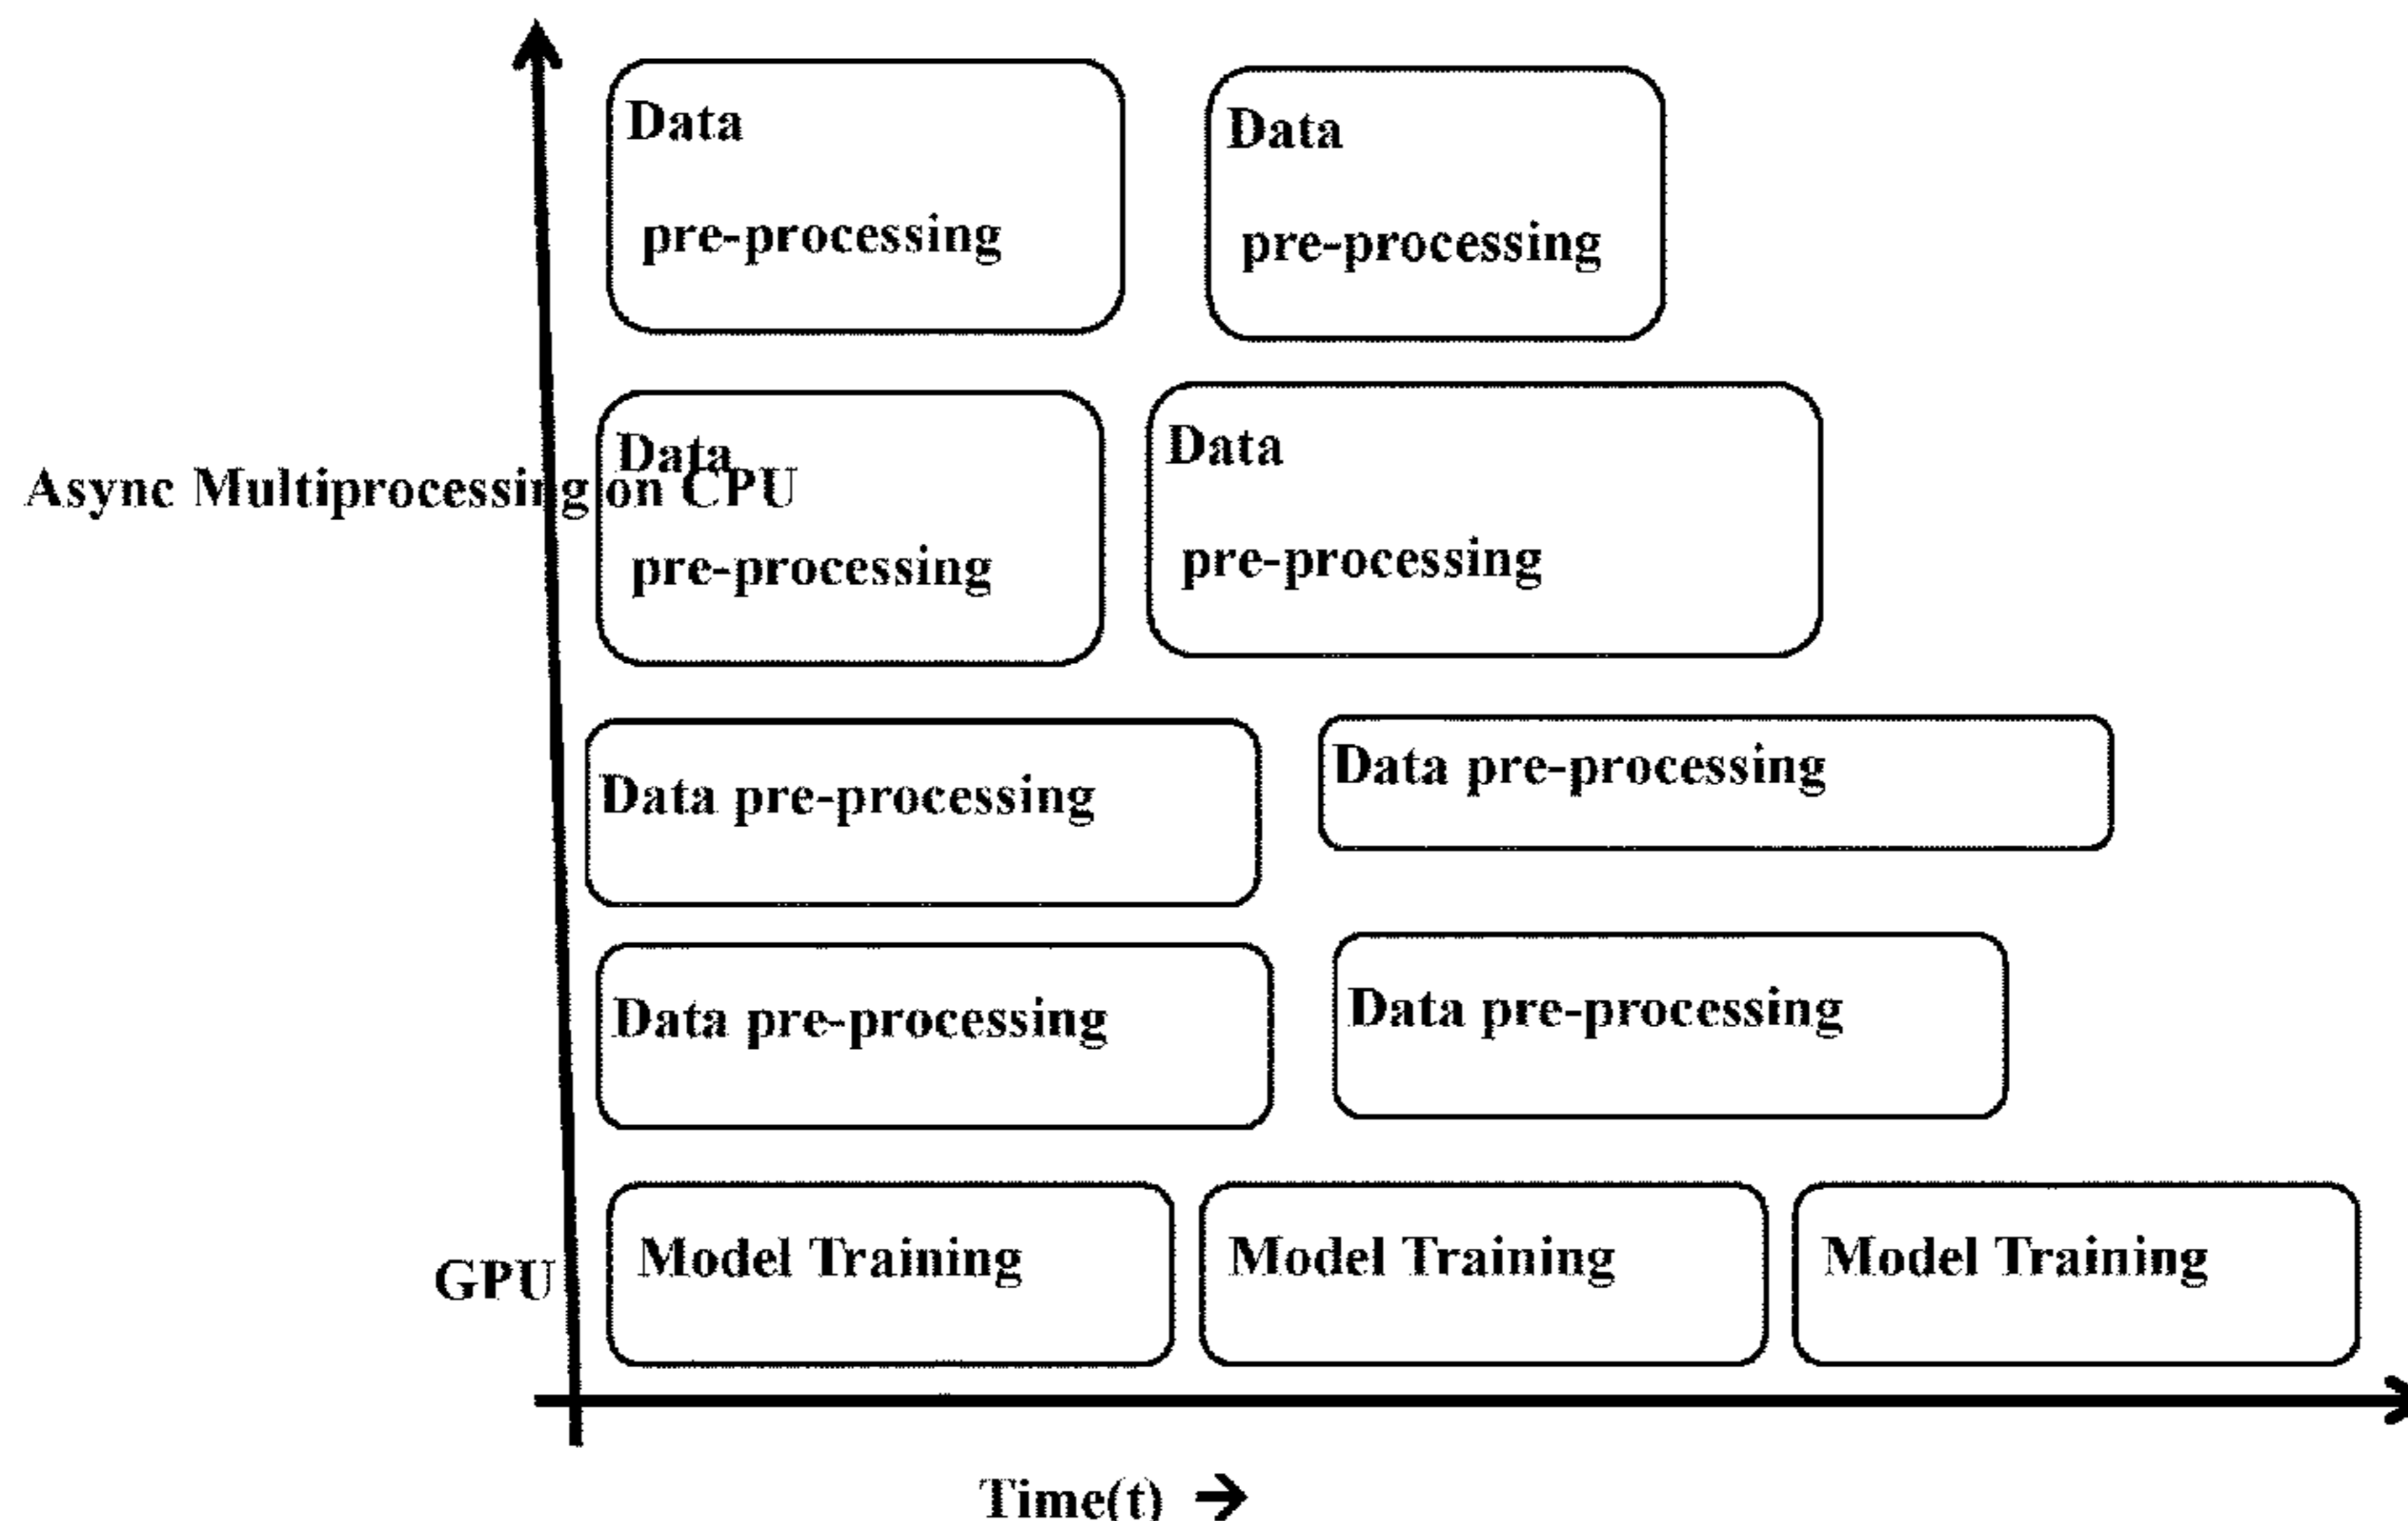 Data
pre-processing
Data
pre-processing
Async Multiprocessing on CPU
Data
pre-processing
Data
pre-processing
Data pre-processing
Data pre-processing
Data pre-processing
Data pre-processing
GPU
Model Training
Model Training
Model Training
Time(t) →